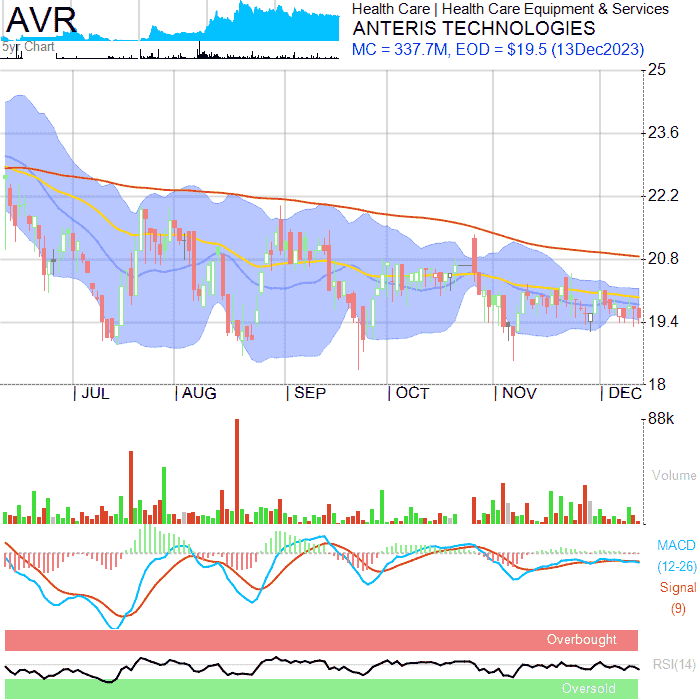 AVR
5yr Chart
Health Care | Health Care Equipment & Services
ANTERIS TECHNOLOGIES
MC = 337.7M, EOD = $19.5 (13Dec2023)
25
23.6
22.2
20.8
19.4
18
| JUL | AUG | SEP | OCT | NOV | DEC
88k
Volume
MACD
(12-26)
Signal
(9)
Overbought
RSI(14)
Oversold